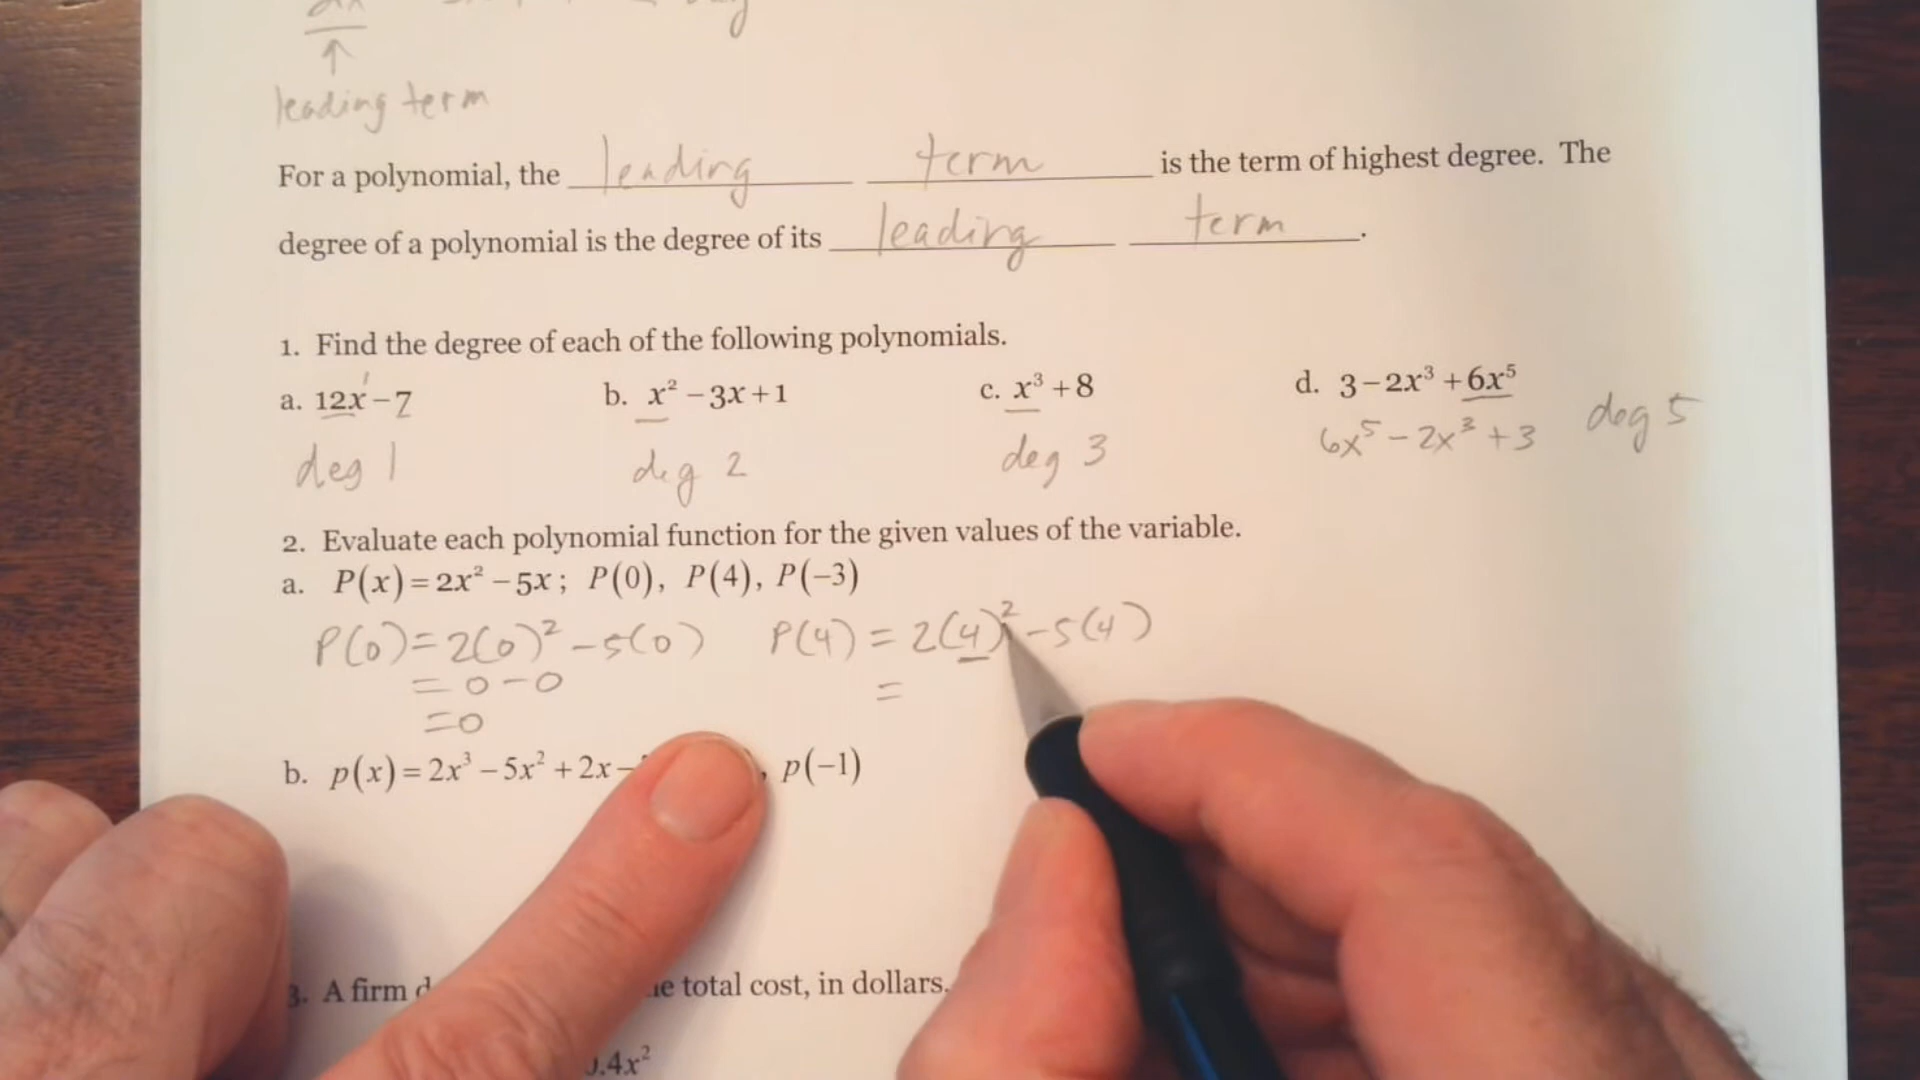 leading term
For a polynomial, the leading term is the term of highest degree. The
degree of a polynomial is the degree of its leading term.
1. Find the degree of each of the following polynomials.
a. 12x¹ – 7 b. x² – 3x + 1 c. x³ + 8 d. 3 – 2x³ + 6x⁵
6x⁵ – 2x³ + 3 deg 5
deg 1 deg 2 deg 3
2. Evaluate each polynomial function for the given values of the variable.
a. P(x) = 2x² – 5x; P(0), P(4), P(–3)
P(0) = 2(0)² – 5(0) P(4) = 2(4)² – 5(4)
= 0 – 0 =
= 0
b. p(x) = 2x³ – 5x² + 2x – p(–1)
3. A firm total cost, in dollars.
.4x²